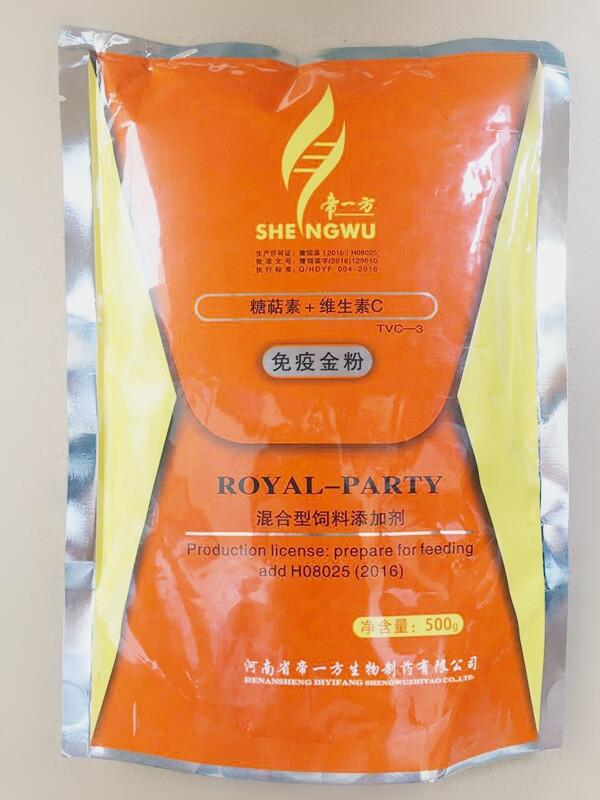 帝一方
SHENGWU
生产许可证：豫饲添（2016）H08025
批准文号：豫饲添字(2016)129010
执行标准：Q/HDYF 004-2016
糖萜素＋维生素C
TVC—3
免疫金粉
ROYAL-PARTY
混合型饲料添加剂
Production license: prepare for feeding
add H08025 (2016)
净含量：500g
河南省帝一方生物制药有限公司
HENANSHENG DIYIFANG SHENGWUZHIYAO CO.,LTD.